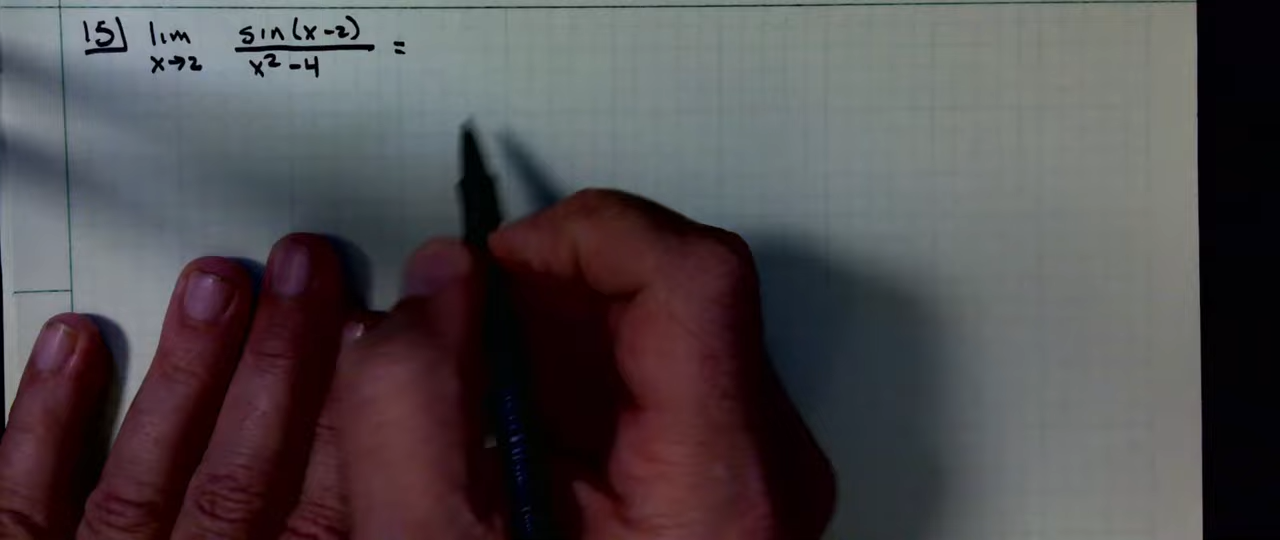 15] lim sin(x-2) =
x→2 x²-4